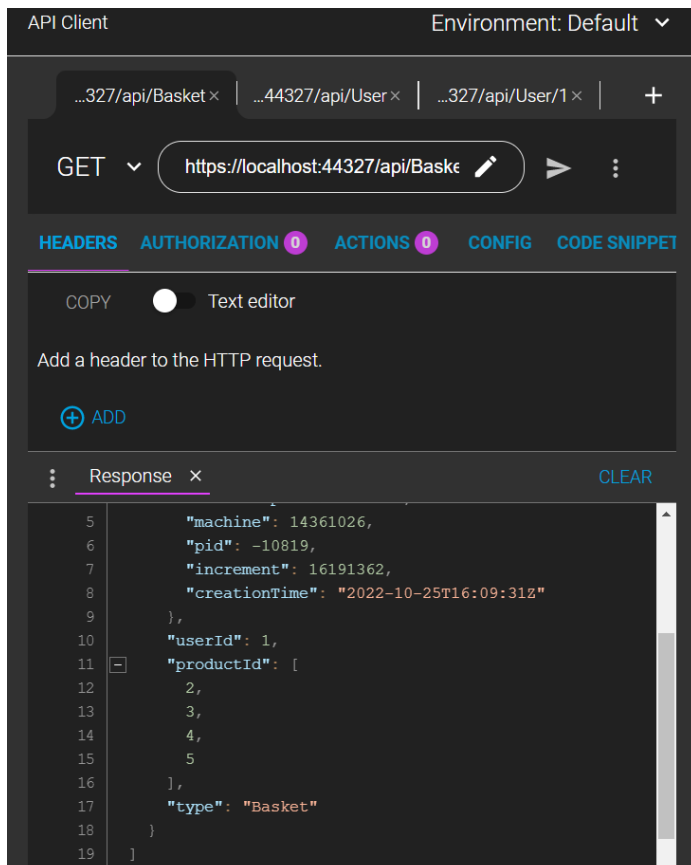 API Client
Environment: Default
...327/api/Basket × ...44327/api/User × ...327/api/User/1 × +
GET https://localhost:44327/api/Baske
HEADERS AUTHORIZATION 0 ACTIONS 0 CONFIG CODE SNIPPET
COPY Text editor
Add a header to the HTTP request.
ADD
Response × CLEAR
5 "machine": 14361026,
6 "pid": -10819,
7 "increment": 16191362,
8 "creationTime": "2022-10-25T16:09:31Z"
9 },
10 "userId": 1,
11 "productId": [
12 2,
13 3,
14 4,
15 5
16 ],
17 "type": "Basket"
18 }
19 ]